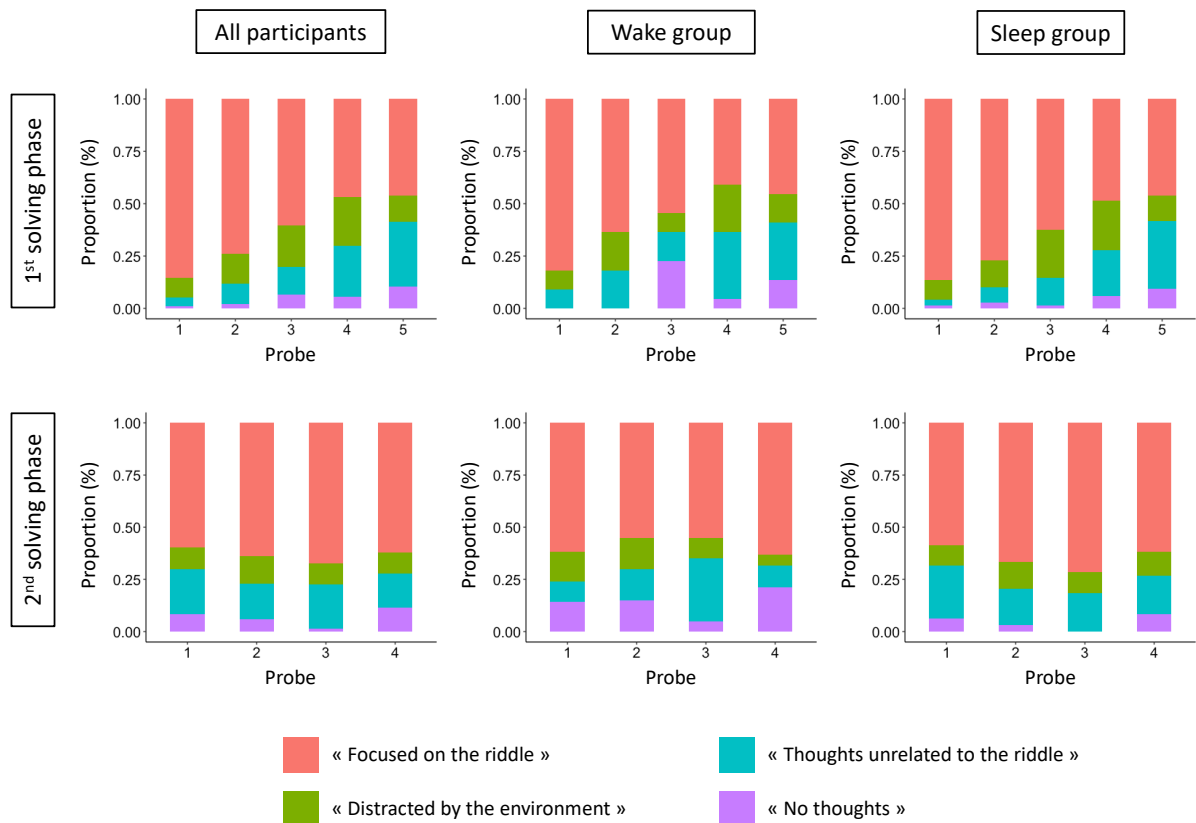 All participants
Wake group
Sleep group
1st solving phase
Proportion (%)
1.00
0.75
0.50
0.25
0.00
1 2 3 4 5
Probe
Proportion (%)
1.00
0.75
0.50
0.25
0.00
1 2 3 4 5
Probe
Proportion (%)
1.00
0.75
0.50
0.25
0.00
1 2 3 4 5
Probe
2nd solving phase
Proportion (%)
1.00
0.75
0.50
0.25
0.00
1 2 3 4
Probe
Proportion (%)
1.00
0.75
0.50
0.25
0.00
1 2 3 4
Probe
Proportion (%)
1.00
0.75
0.50
0.25
0.00
1 2 3 4
Probe
« Focused on the riddle »
« Thoughts unrelated to the riddle »
« Distracted by the environment »
« No thoughts »